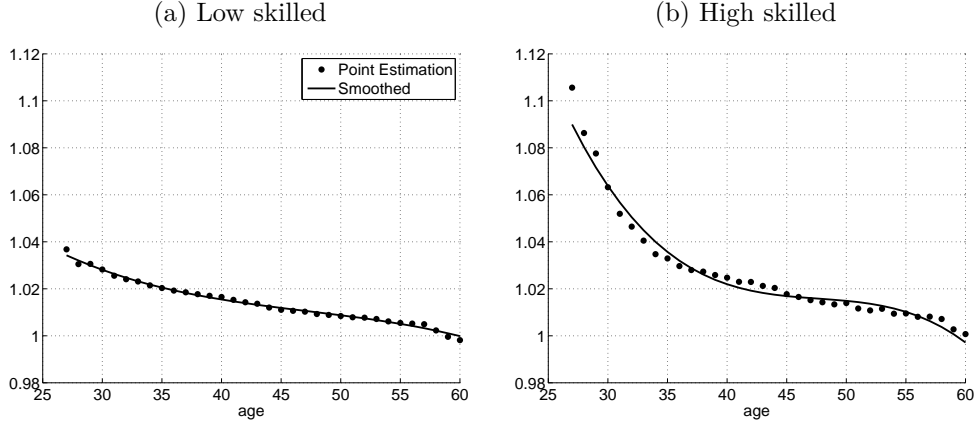 (a) Low skilled
1.12
1.1
1.08
1.06
1.04
1.02
1
0.98
25 30 35 40 45 50 55 60
age
Point Estimation
Smoothed
(b) High skilled
1.12
1.1
1.08
1.06
1.04
1.02
1
0.98
25 30 35 40 45 50 55 60
age